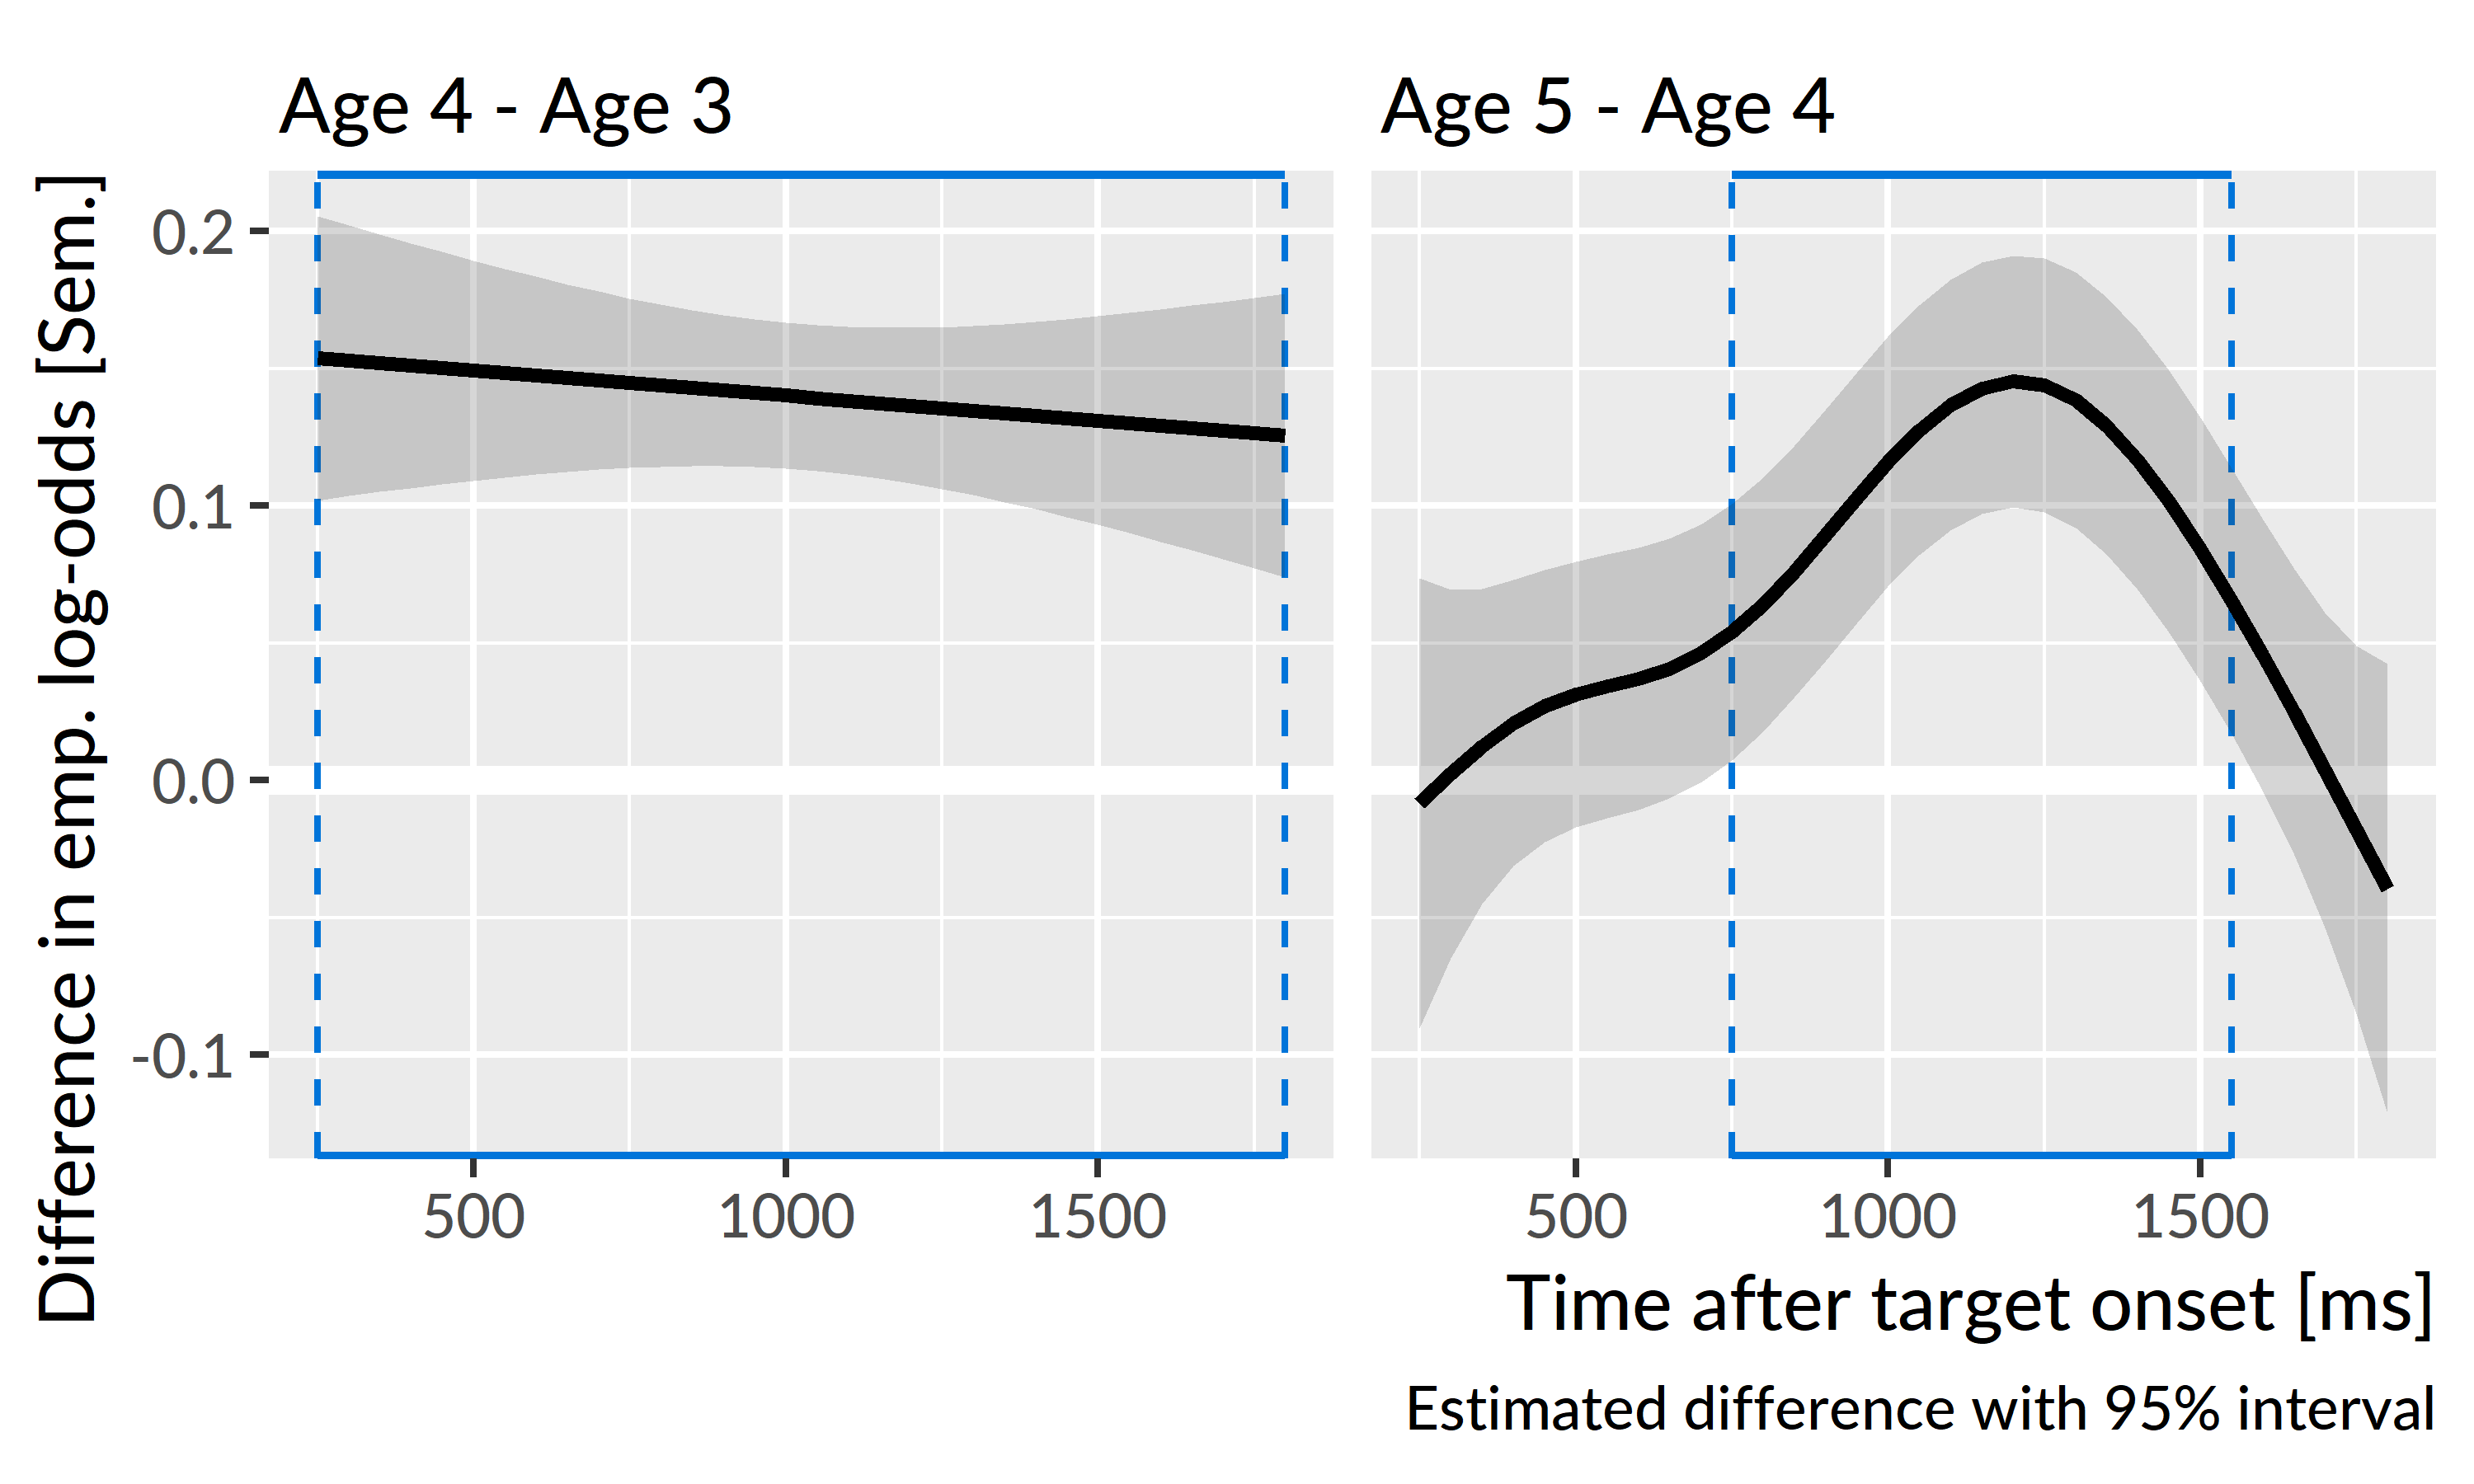 Age 4 - Age 3
Age 5 - Age 4
Difference in emp. log-odds [Sem.]
0.2
0.1
0.0
-0.1
500 1000 1500
500 1000 1500
Time after target onset [ms]
Estimated difference with 95% interval